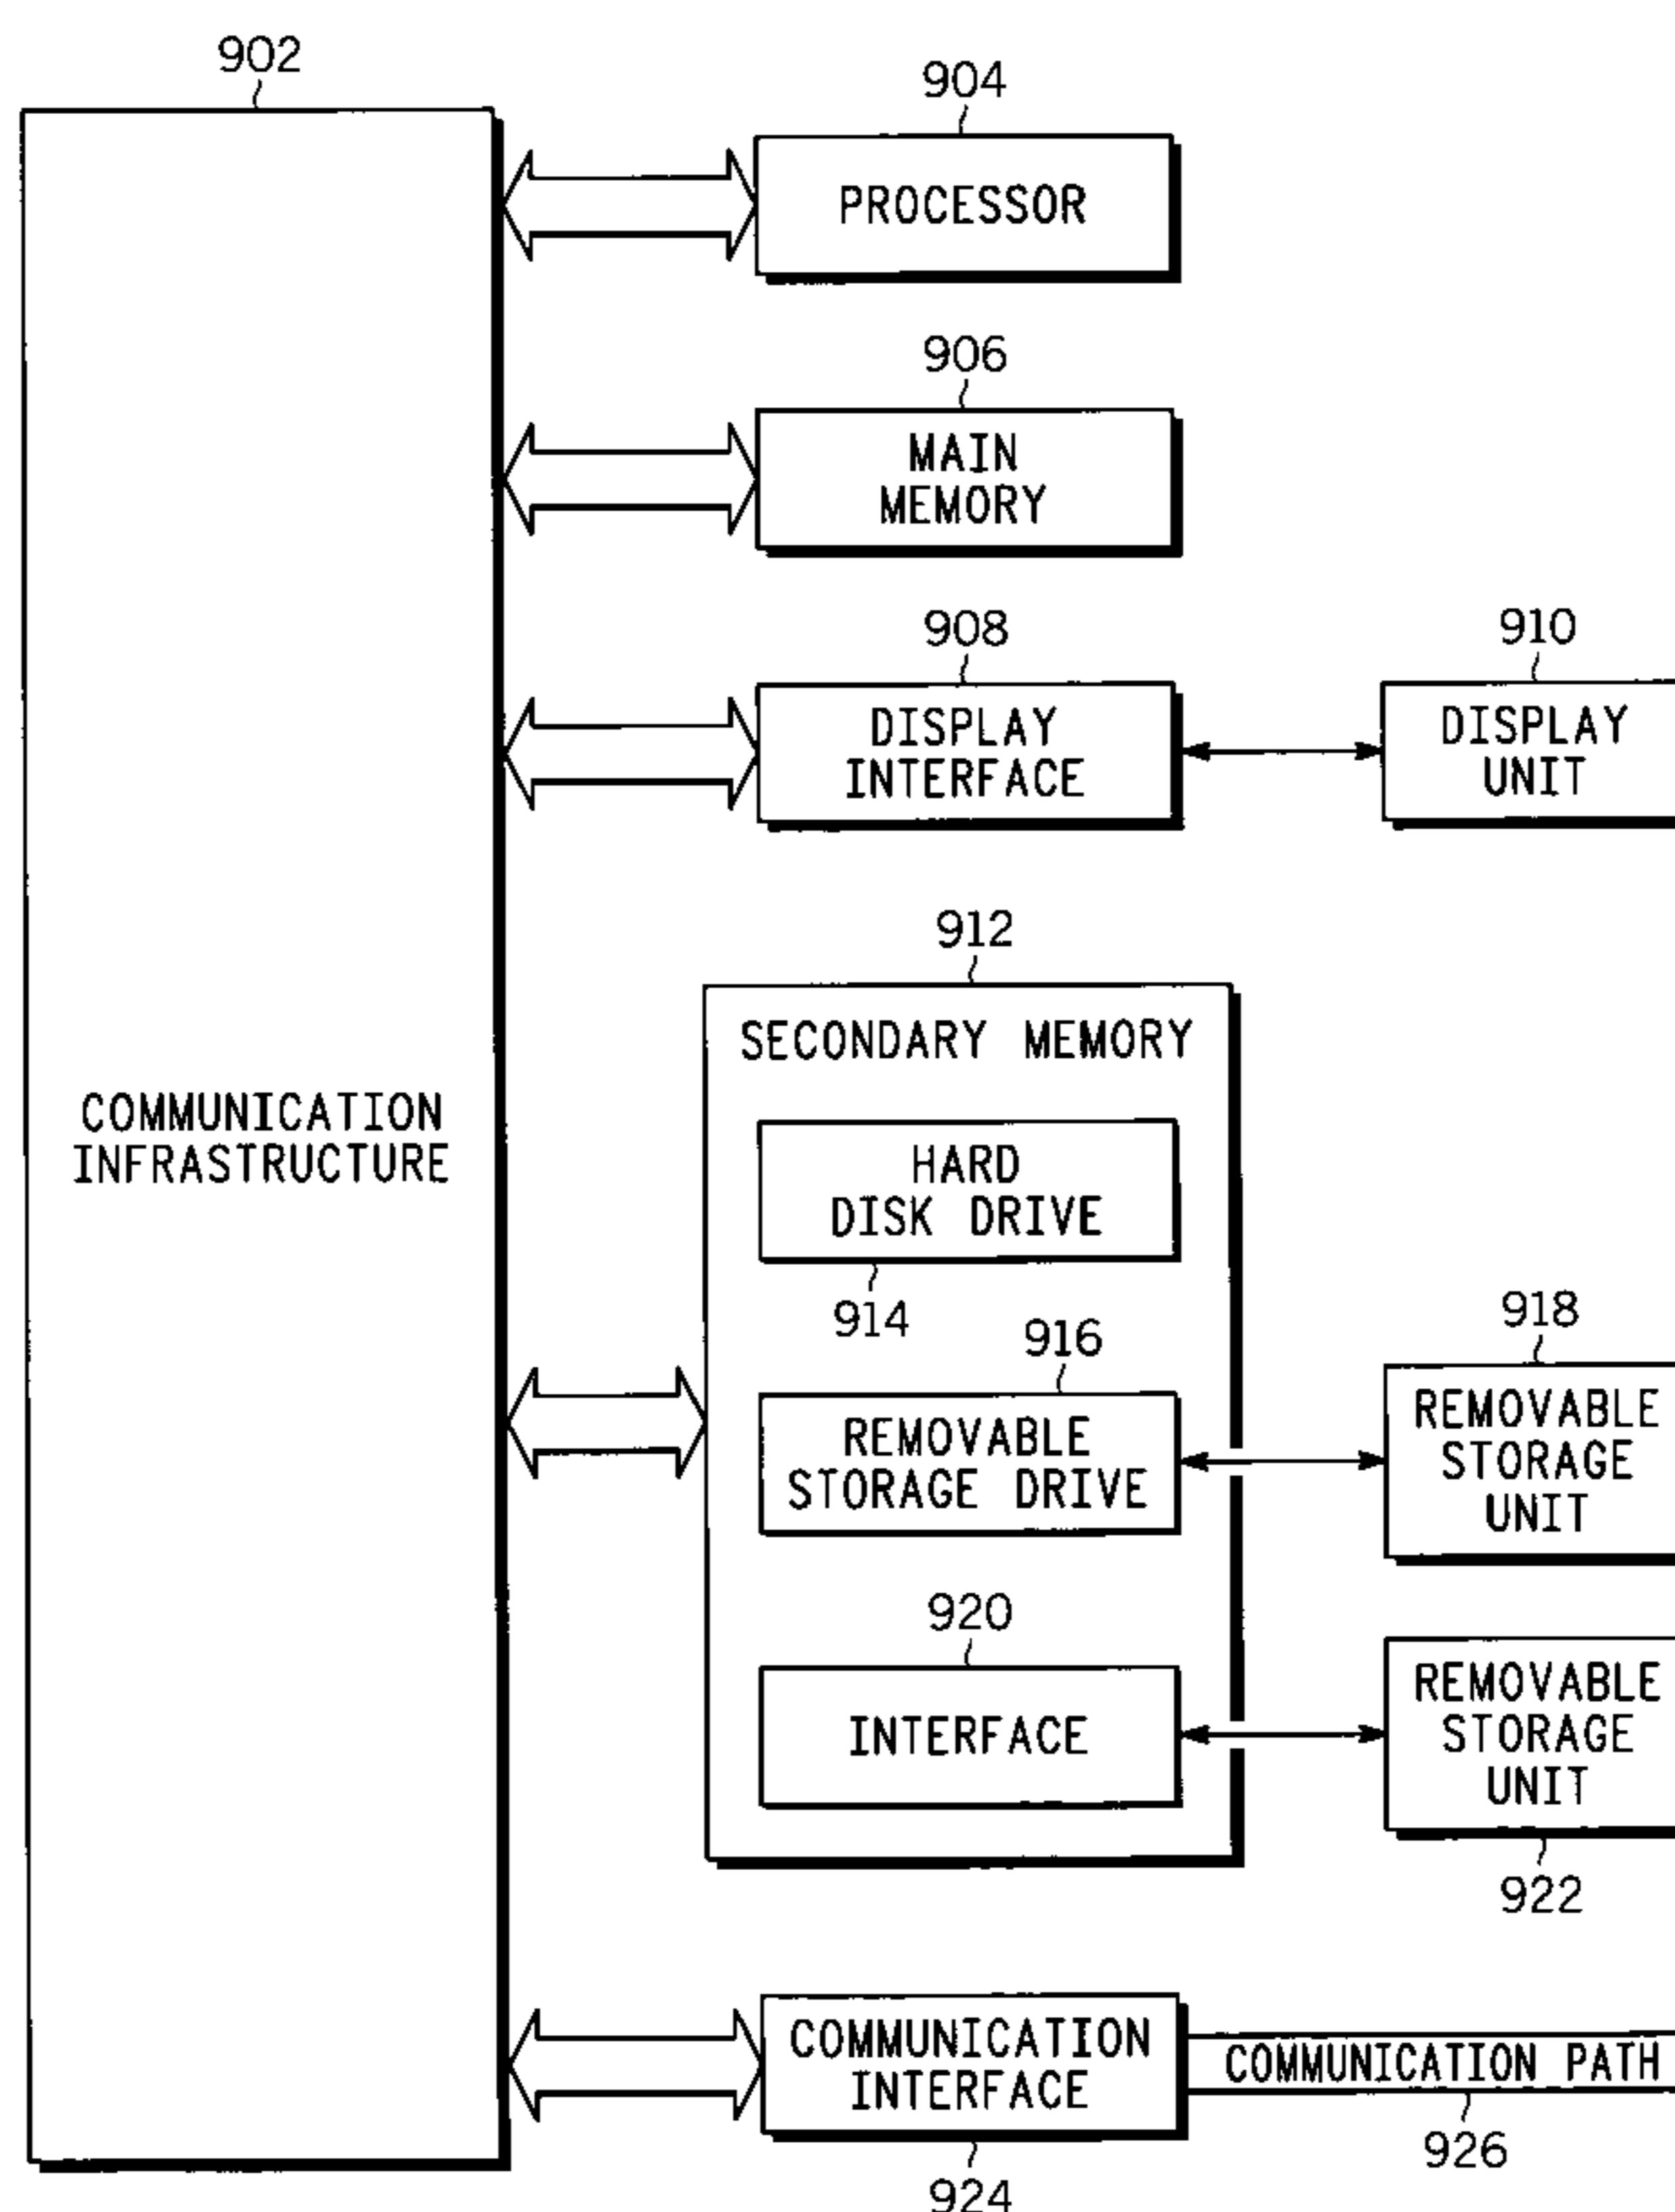 902
904
PROCESSOR
906
MAIN
MEMORY
908
DISPLAY
INTERFACE
910
DISPLAY
UNIT
912
SECONDARY MEMORY
COMMUNICATION
INFRASTRUCTURE
HARD
DISK DRIVE
914
916
REMOVABLE
STORAGE DRIVE
918
REMOVABLE
STORAGE
UNIT
920
INTERFACE
REMOVABLE
STORAGE
UNIT
922
COMMUNICATION
INTERFACE
924
COMMUNICATION PATH
926